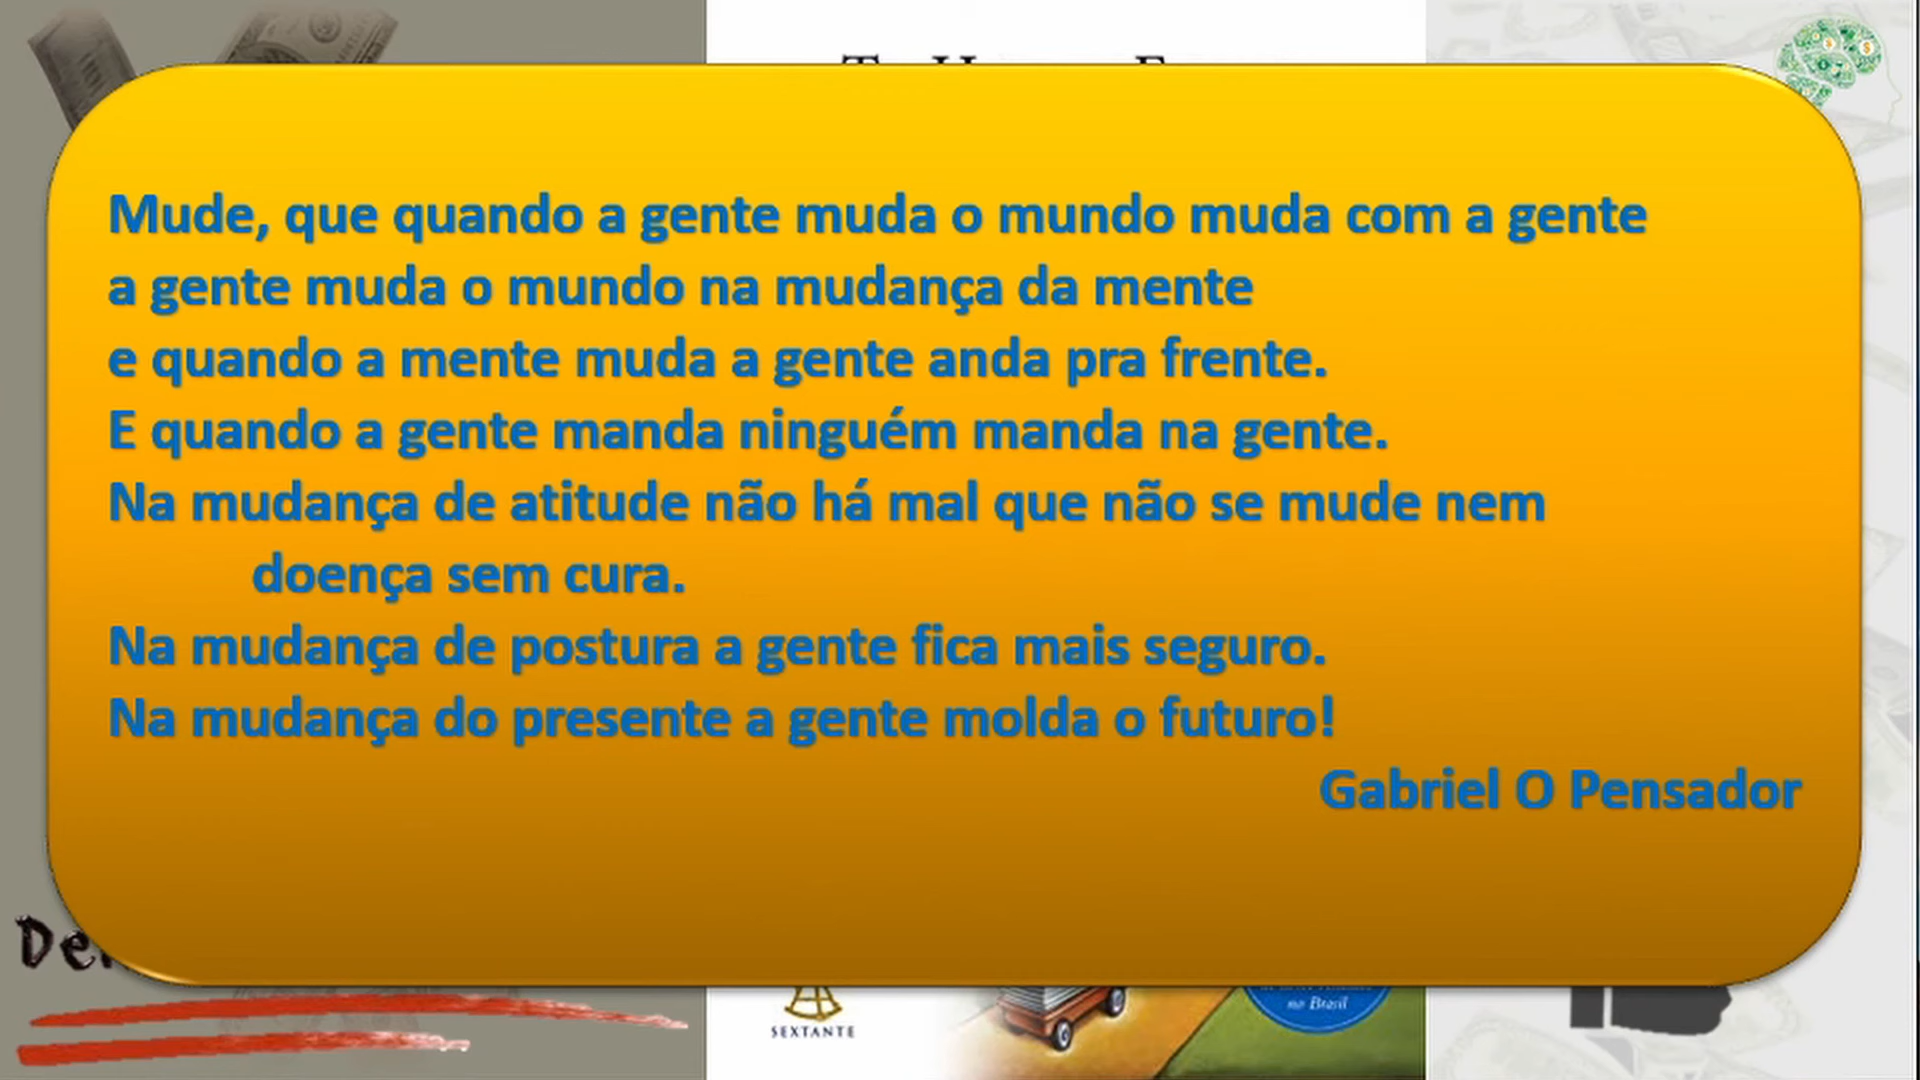 Mude, que quando a gente muda o mundo muda com a gente
a gente muda o mundo na mudança da mente
e quando a mente muda a gente anda pra frente.
E quando a gente manda ninguém manda na gente.
Na mudança de atitude não há mal que não se mude nem
doença sem cura.
Na mudança de postura a gente fica mais seguro.
Na mudança do presente a gente molda o futuro!
Gabriel O Pensador
SEXTANTE
no Brasil